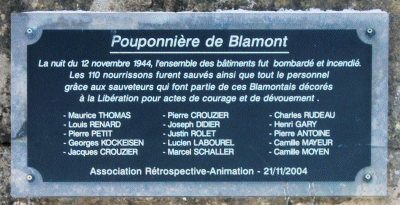 Pouponnière de Blamont
La nuit du 12 novembre 1944, l'ensemble des bâtiments fut bombardé et incendié.
Les 110 nourrissons furent sauvés ainsi que tout le personnel
grâce aux sauveteurs qui font partie de ces Blamontais décorés
à la Libération pour actes de courage et de dévouement .
- Maurice THOMAS - Pierre CROUZIER - Charles RUDEAU
- Louis RENARD - Joseph DIDIER - Henri GARY
- Pierre PETIT - Justin ROLET - Pierre ANTOINE
- Georges KOCKEISEN - Lucien LABOUREL - Camille MAYEUR
- Jacques CROUZIER - Marcel SCHALLER - Camille MOYEN
Association Rétrospective-Animation - 21/11/2004